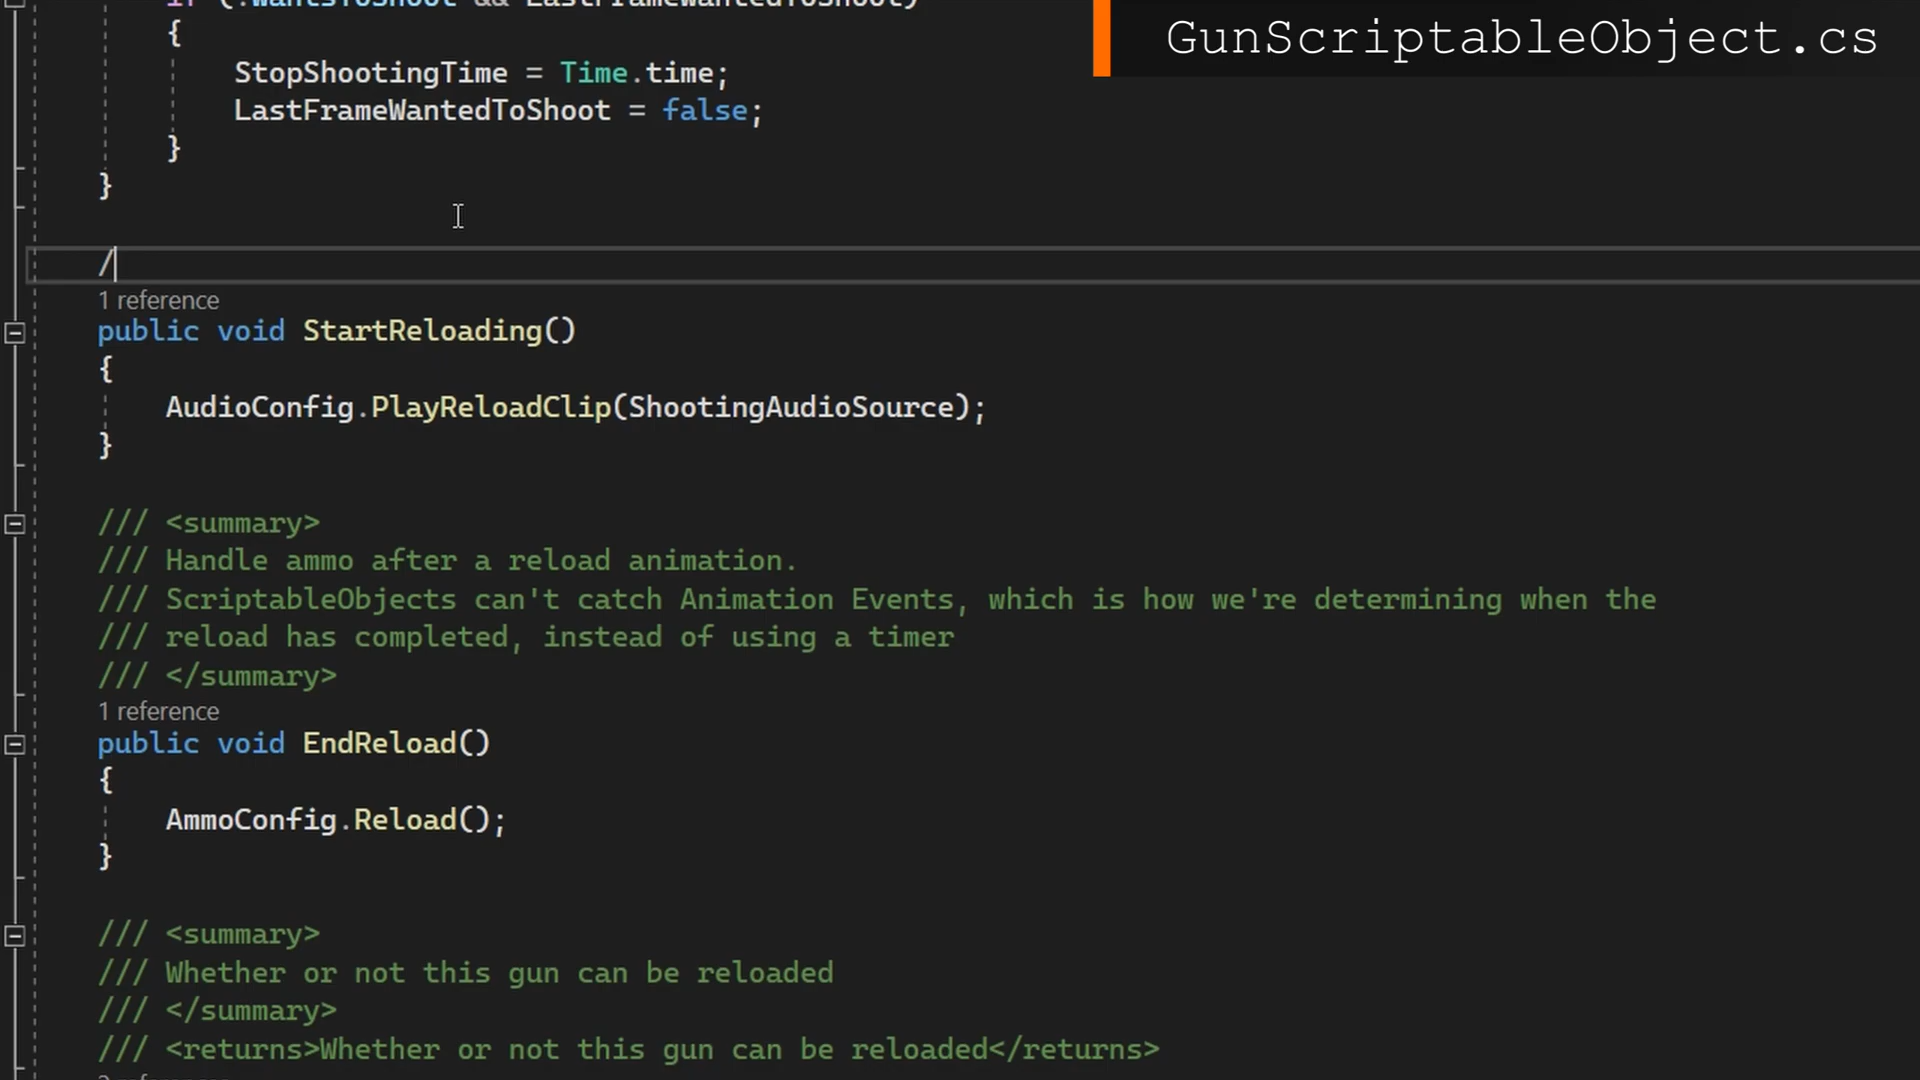 if (!WantsToShoot && LastFrameWantedToShoot)
GunScriptableObject.cs
{
StopShootingTime = Time.time;
LastFrameWantedToShoot = false;
}
}
/
1 reference
public void StartReloading()
{
AudioConfig.PlayReloadClip(ShootingAudioSource);
}
/// <summary>
/// Handle ammo after a reload animation.
/// ScriptableObjects can't catch Animation Events, which is how we're determining when the
/// reload has completed, instead of using a timer
/// </summary>
1 reference
public void EndReload()
{
AmmoConfig.Reload();
}
/// <summary>
/// Whether or not this gun can be reloaded
/// </summary>
/// <returns>Whether or not this gun can be reloaded</returns>